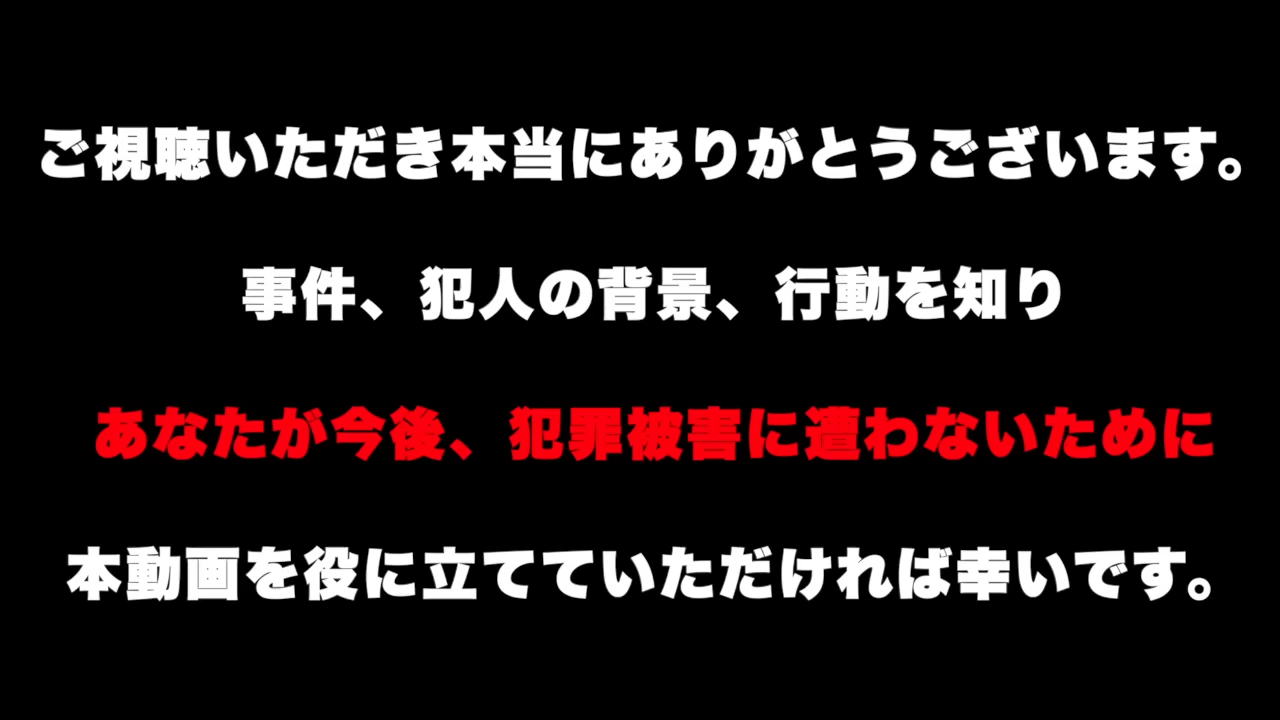 ご視聴いただき本当にありがとうございます。
事件、犯人の背景、行動を知り
あなたが今後、犯罪被害に遭わないために
本動画を役に立てていただければ幸いです。